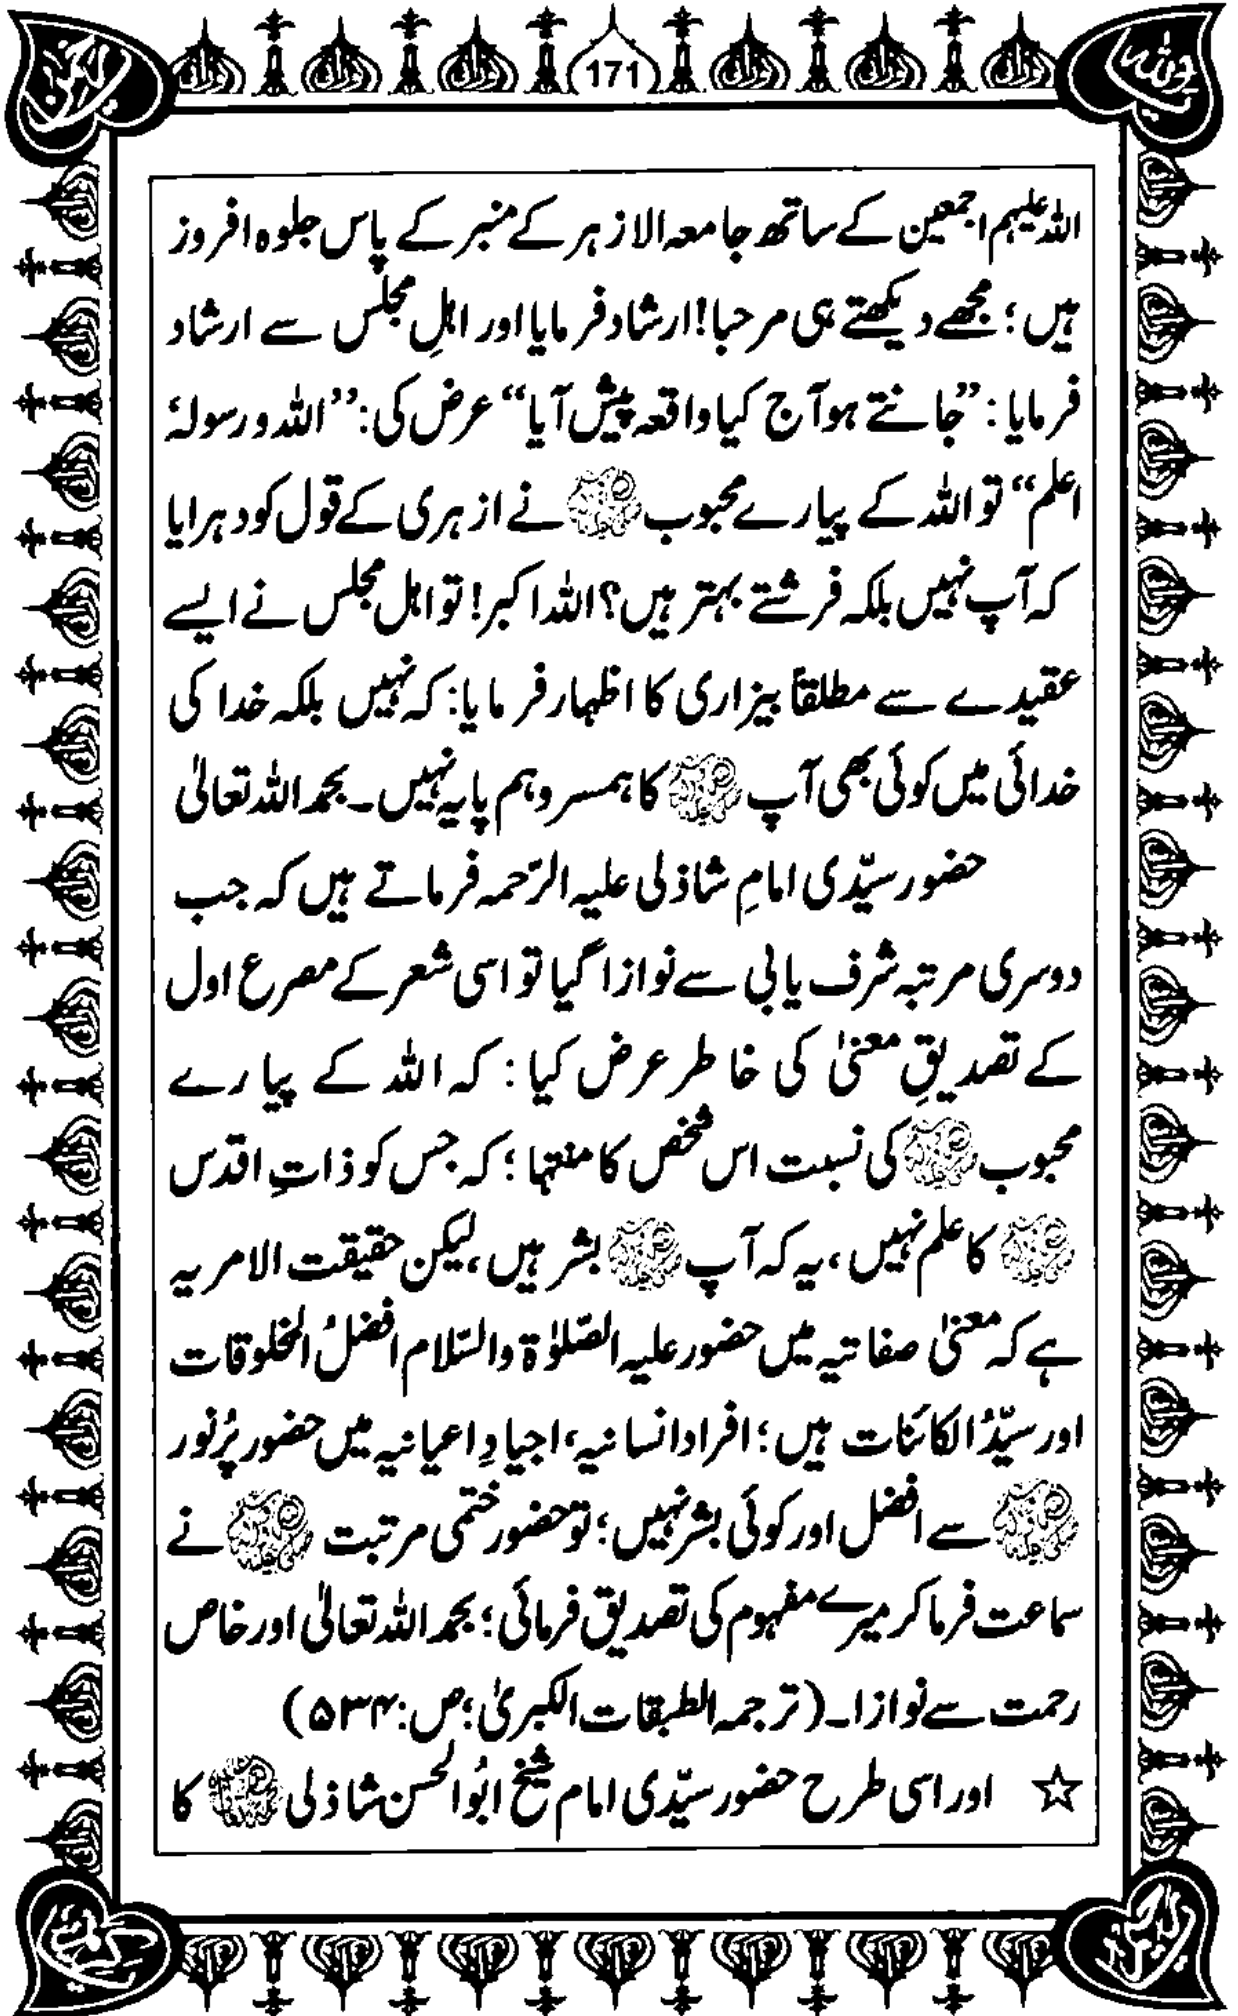 171
اللہ علیہم اجمعین کے ساتھ جامعہ الازہر کے منبر کے پاس جلوہ افروز
ہیں؛ مجھے دیکھتے ہی مرحبا! ارشاد فرمایا اور اہلِ مجلس سے ارشاد
فرمایا: ”جانتے ہو آج کیا واقعہ پیش آیا“ عرض کی: ’’اللہ و رسولہٗ
اعلم“ تو اللہ کے پیارے محبوب ﷺ نے ازہری کے قول کو دہرایا
کہ آپ نہیں بلکہ فرشتے بہتر ہیں؟ اللہ اکبر! تو اہل مجلس نے ایسے
عقیدے سے مطلقاً بیزاری کا اظہار فرمایا: کہ نہیں بلکہ خدا کی
خدائی میں کوئی بھی آپ ﷺ کا ہمسر و ہم پایہ نہیں۔ بحمد اللہ تعالیٰ
حضور سیّدی امامِ شاذلی علیہ الرّحمہ فرماتے ہیں کہ جب
دوسری مرتبہ شرف یابی سے نوازا گیا تو اسی شعر کے مصرع اول
کے تصدیقِ معنیٰ کی خاطر عرض کیا: کہ اللہ کے پیارے
محبوب ﷺ کی نسبت اس شخص کا منتہا؛ کہ جس کو ذاتِ اقدس
ﷺ کا علم نہیں، یہ کہ آپ ﷺ بشر ہیں، لیکن حقیقت الامر یہ
ہے کہ معنیٰ صفاتیہ میں حضور علیہ الصّلوٰۃ والسّلام افضلُ المخلوقات
اور سیّدُ الکائنات ہیں؛ افرادِ انسانیہ، اجیادِ اعیانیہ میں حضور پُرنور
ﷺ سے افضل اور کوئی بشر نہیں؛ تو حضور ختمی مرتبت ﷺ نے
سماعت فرما کر میرے مفہوم کی تصدیق فرمائی؛ بحمد اللہ تعالیٰ اور خاص
رحمت سے نوازا۔ (ترجمہ الطبقات الکبریٰ؛ ص: ۵۳۴)
☆ اور اسی طرح حضور سیّدی امام شیخ ابُو الحسن شاذلی کا